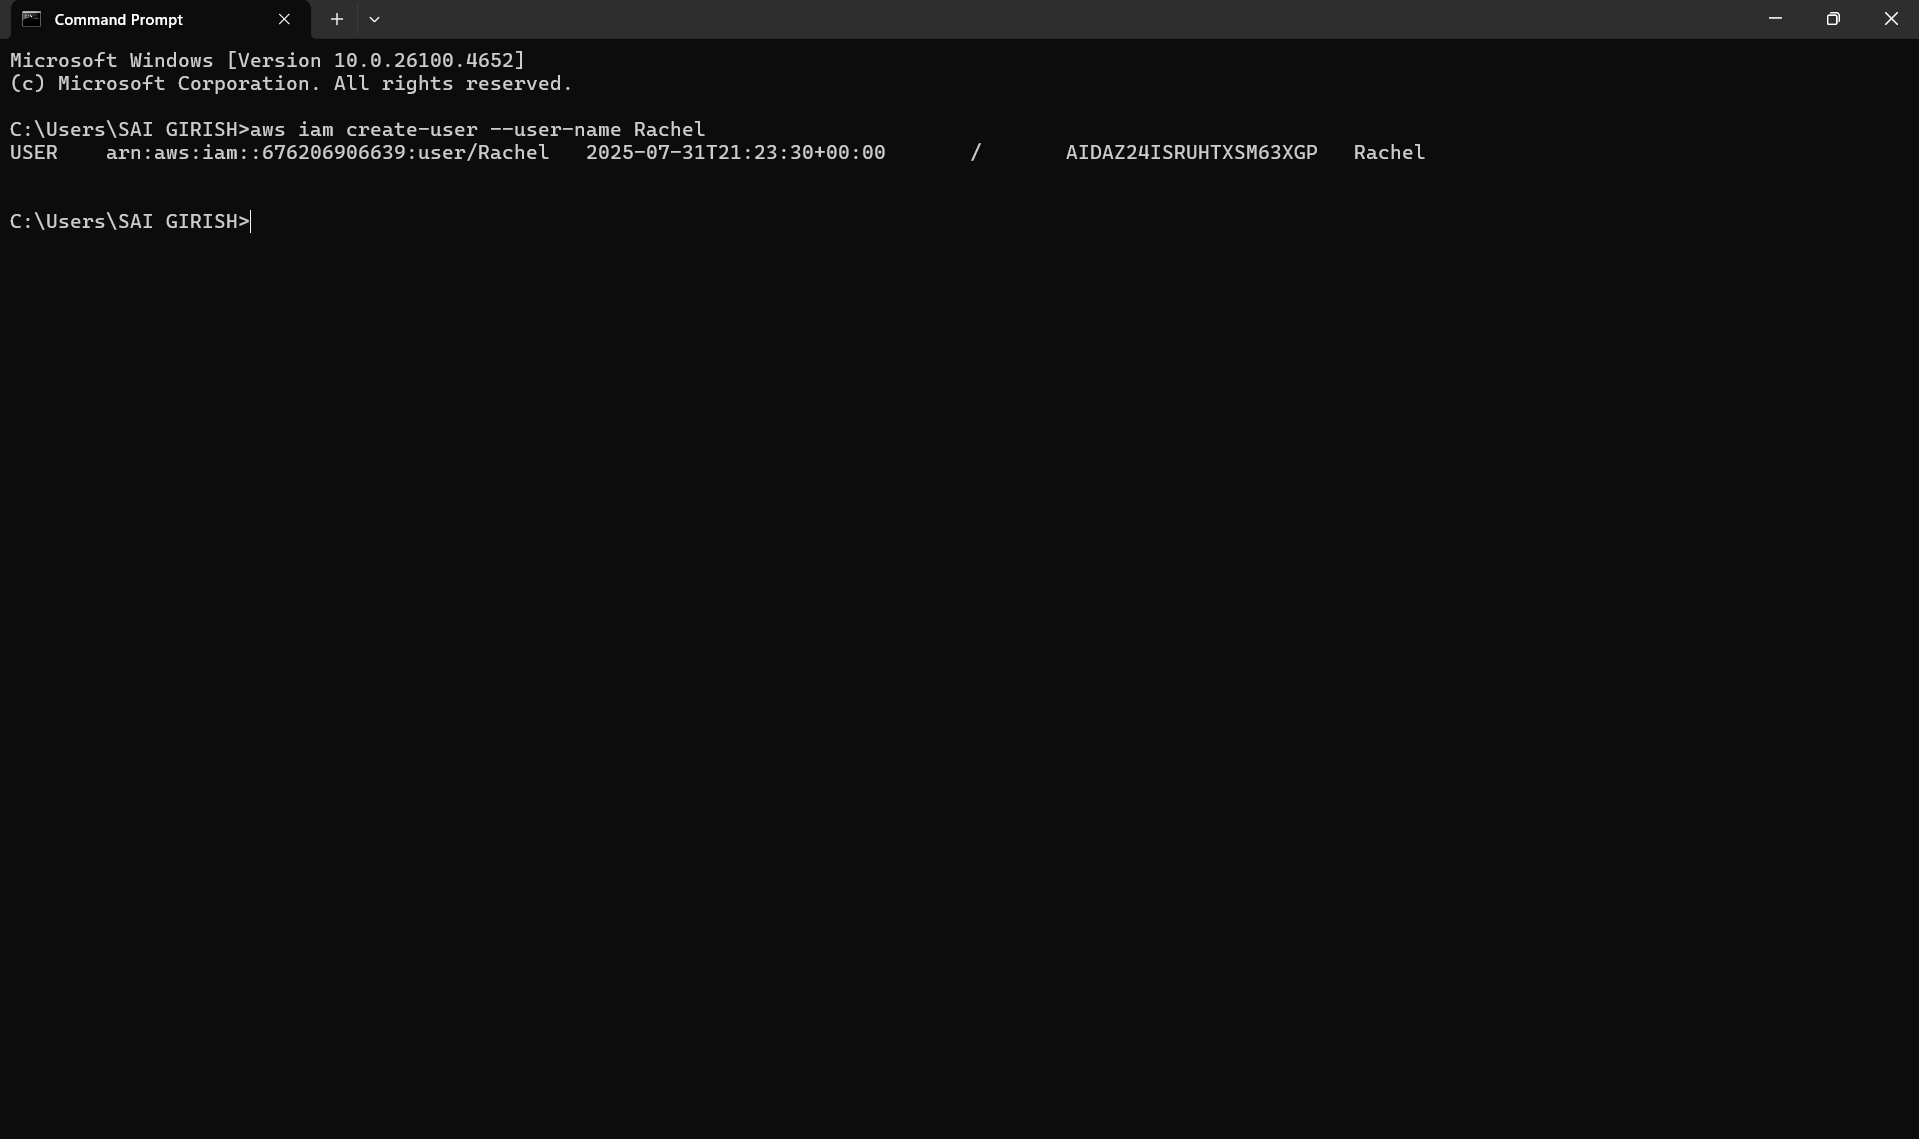 Command Prompt
Microsoft Windows [Version 10.0.26100.4652]
(c) Microsoft Corporation. All rights reserved.
C:\Users\SAI GIRISH>aws iam create-user --user-name Rachel
USER    arn:aws:iam::676206906639:user/Rachel   2025-07-31T21:23:30+00:00       /       AIDAZ24ISRUHTXSM63XGP   Rachel
C:\Users\SAI GIRISH>